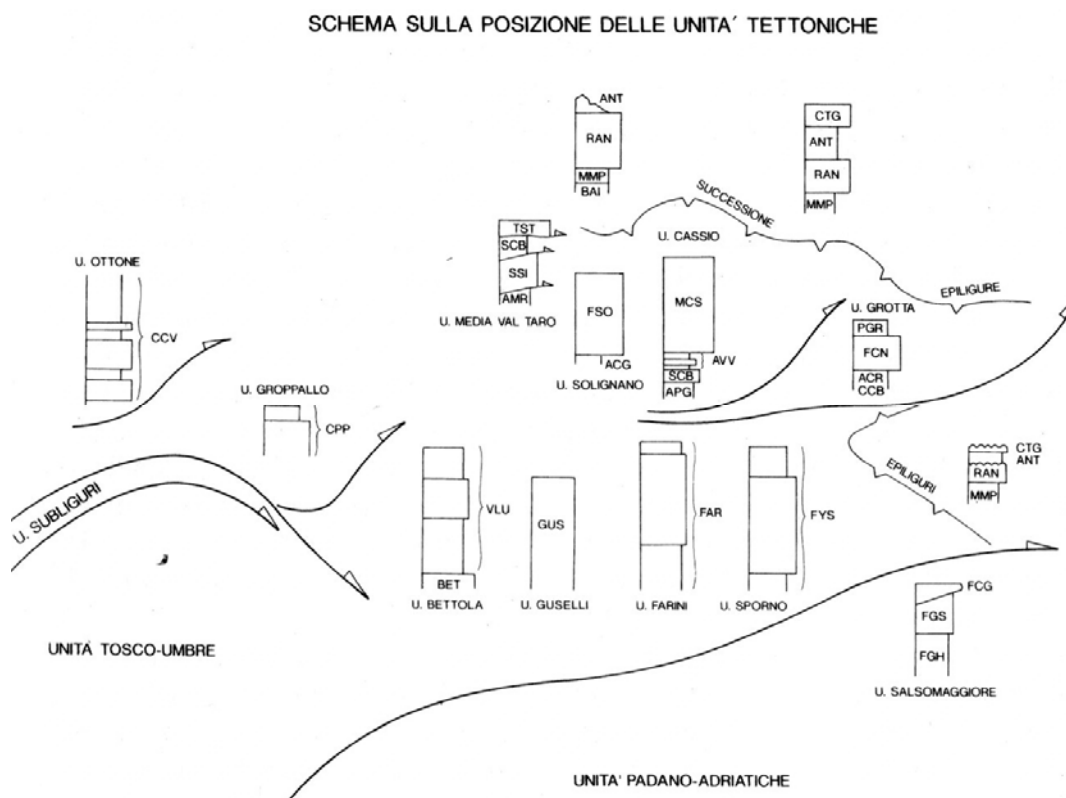 SCHEMA SULLA POSIZIONE DELLE UNITA´ TETTONICHE
ANT
RAN
MMP
BAI
CTG
ANT
RAN
MMP
SUCCESSIONE
EPILIGURE
TST
SCB
SSI
AMR
U. MEDIA VAL TARO
U. CASSIO
MCS
AVV
SCB
APG
FSO
ACG
U. SOLIGNANO
U. OTTONE
CCV
U. GROTTA
PGR
FCN
ACR
CCB
U. GROPPALLO
CPP
U. SUBLIGURI
VLU
BET
U. BETTOLA
GUS
U. GUSELLI
FAR
U. FARINI
FYS
U. SPORNO
EPILIGURI
CTG
ANT
RAN
MMP
FCG
FGS
FGH
U. SALSOMAGGIORE
UNITÁ TOSCO-UMBRE
UNITA' PADANO-ADRIATICHE